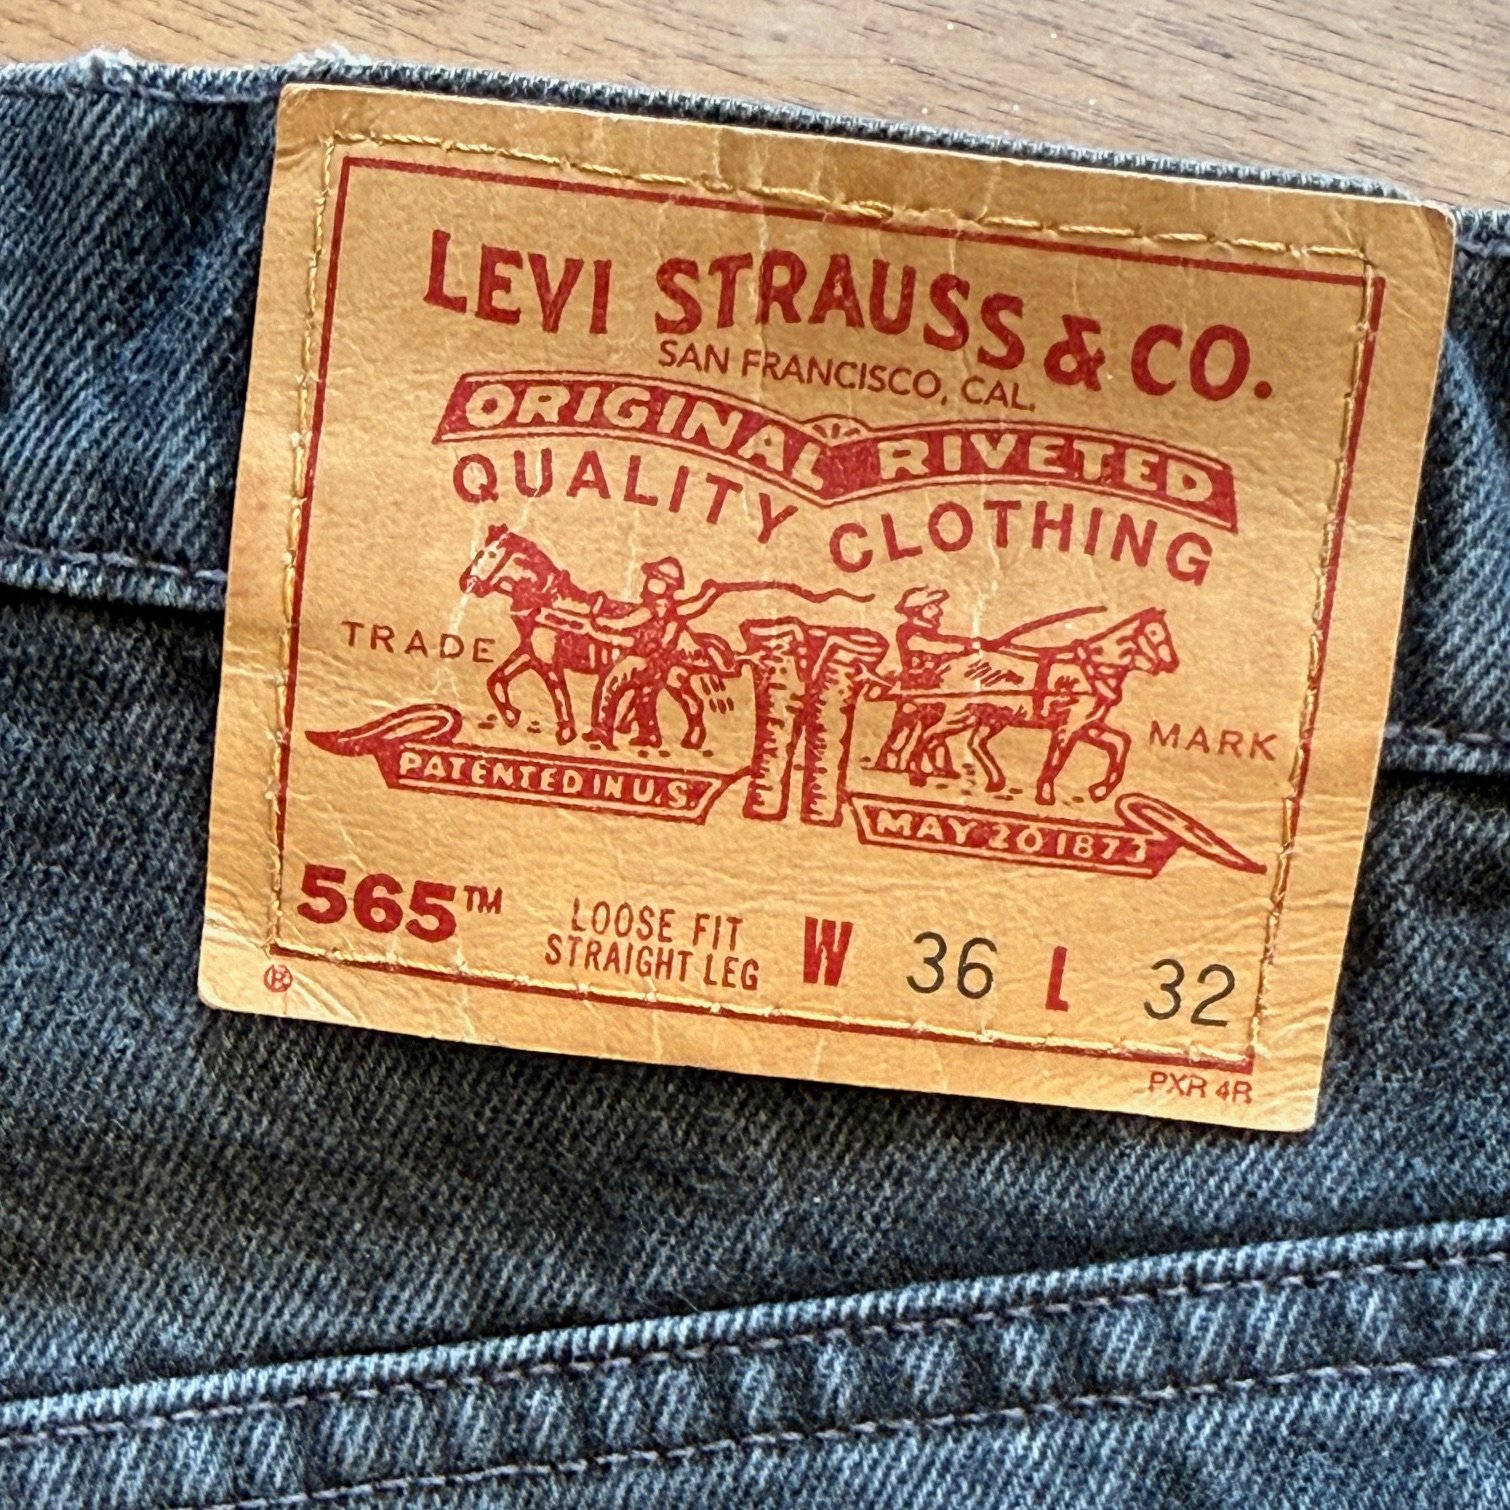 LEVI STRAUSS & CO.
SAN FRANCISCO, CAL.
ORIGINAL RIVETED
QUALITY CLOTHING
TRADE MARK
PATENTED IN U.S. MAY 20 1873
565™ LOOSE FIT W 36 L 32
STRAIGHT LEG
®
PXR 4R